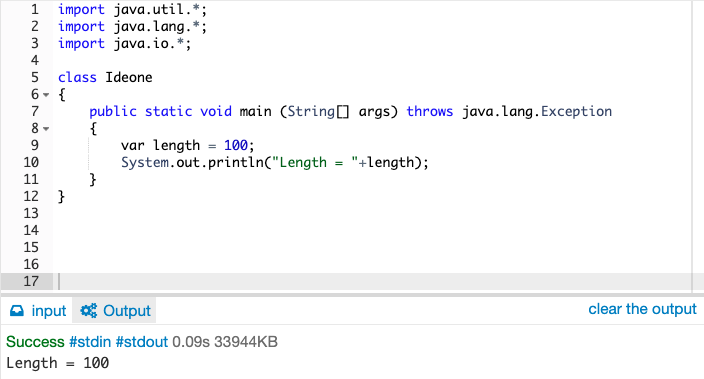 1 import java.util.*;
2 import java.lang.*;
3 import java.io.*;
4
5 class Ideone
6 {
7     public static void main (String[] args) throws java.lang.Exception
8     {
9         var length = 100;
10         System.out.println("Length = "+length);
11     }
12 }
13
14
15
16
17
input Output clear the output
Success #stdin #stdout 0.09s 33944KB
Length = 100